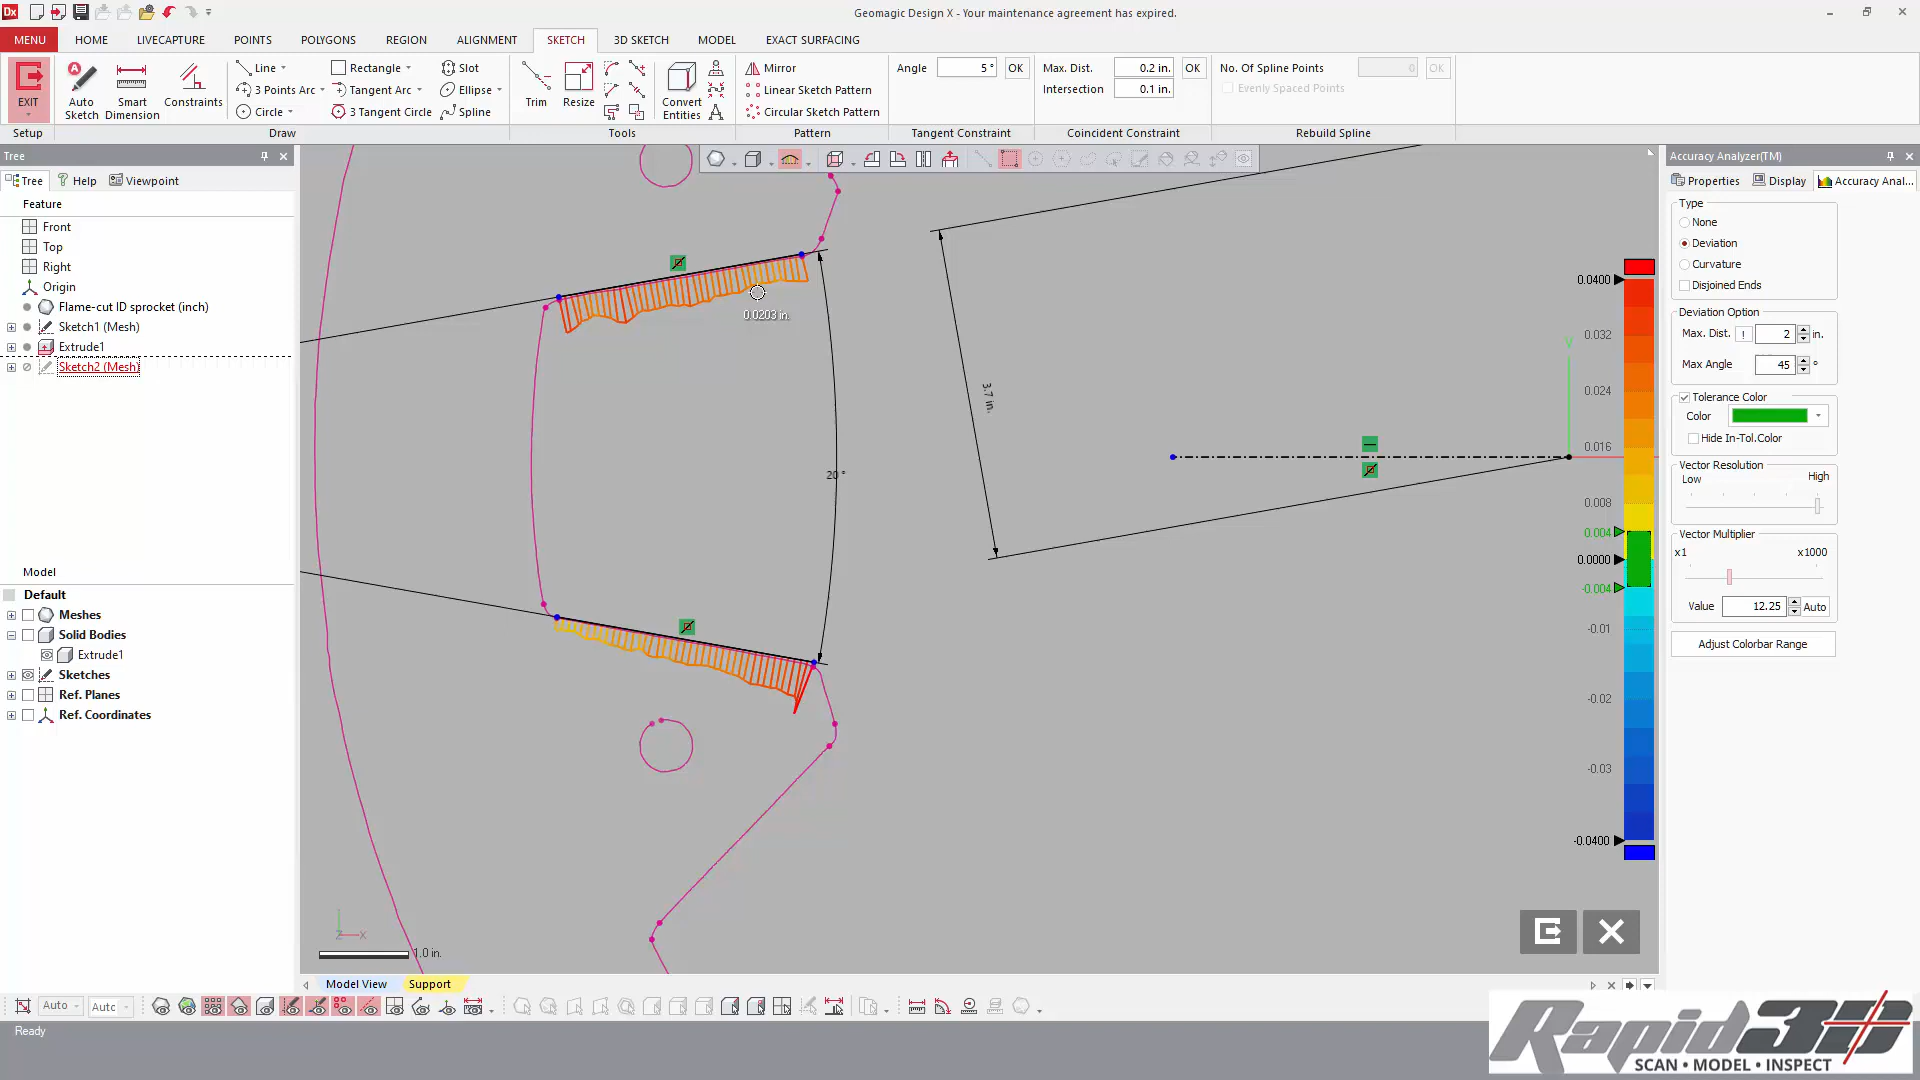 Dx
Geomagic Design X - Your maintenance agreement has expired.
MENU HOME LIVECAPTURE POINTS POLYGONS REGION ALIGNMENT SKETCH 3D SKETCH MODEL EXACT SURFACING
EXIT
Auto Sketch
Smart Dimension
Constraints
Line Rectangle Slot
3 Points Arc Tangent Arc Ellipse
Circle 3 Tangent Circle Spline
Trim
Resize
Convert Entities
Mirror
Linear Sketch Pattern
Circular Sketch Pattern
Angle 5 ° OK
Max. Dist. 0.2 in. OK
Intersection 0.1 in.
No. Of Spline Points 0 OK
Evenly Spaced Points
Setup Draw Tools Pattern Tangent Constraint Coincident Constraint Rebuild Spline
Tree
Tree Help Viewpoint
Feature
Front
Top
Right
Origin
Flame-cut ID sprocket (inch)
Sketch1 (Mesh)
Extrude1
Sketch2 (Mesh)
Model
Default
Meshes
Solid Bodies
Extrude1
Sketches
Ref. Planes
Ref. Coordinates
0.0203 in.
3.7 in.
20 °
Y
Z X
1.0 in.
0.0400
0.032
0.024
0.016
0.008
0.004
0.0000
-0.004
-0.01
-0.02
-0.03
-0.0400
Accuracy Analyzer(TM)
Properties Display Accuracy Anal...
Type
None
Deviation
Curvature
Disjoined Ends
Deviation Option
Max. Dist. ! 2 in.
Max Angle 45 °
Tolerance Color
Color
Hide In-Tol.Color
Vector Resolution
Low High
Vector Multiplier
x1 x1000
Value 12.25 Auto
Adjust Colorbar Range
Model View Support
Auto Autc
Ready
Rapid3D
SCAN • MODEL • INSPECT